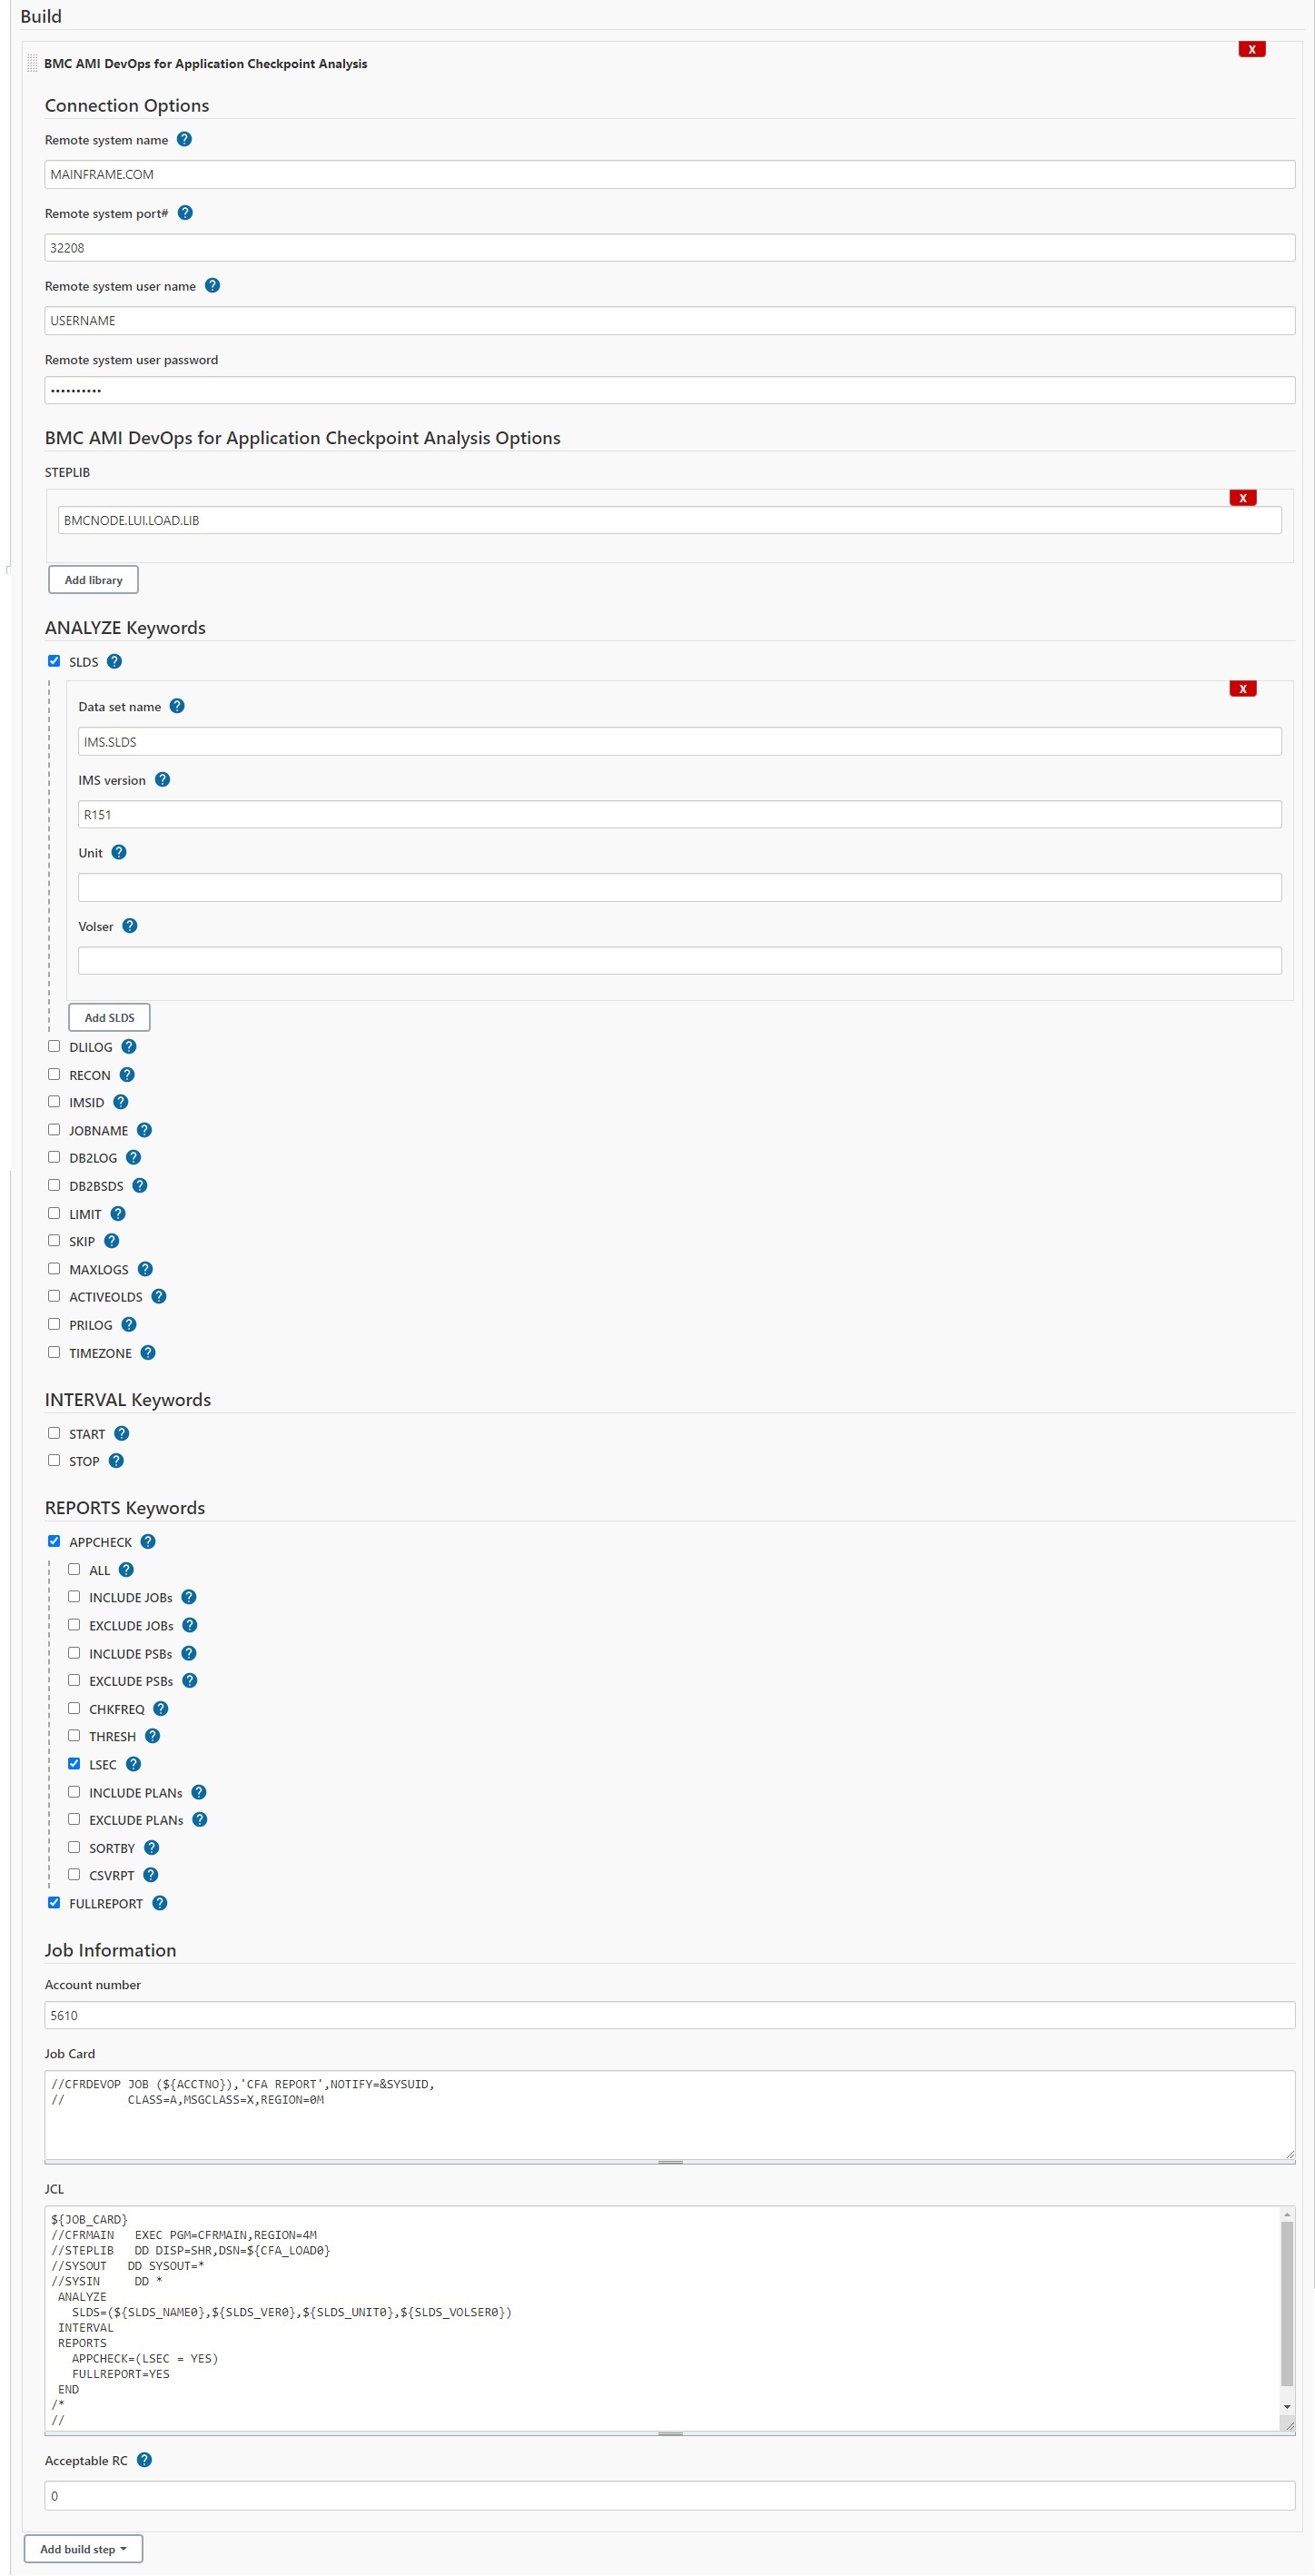 Build
X
BMC AMI DevOps for Application Checkpoint Analysis
Connection Options
Remote system name ?
MAINFRAME.COM
Remote system port# ?
32208
Remote system user name ?
USERNAME
Remote system user password
••••••••••
BMC AMI DevOps for Application Checkpoint Analysis Options
STEPLIB
X
BMCNODE.LUI.LOAD.LIB
Add library
ANALYZE Keywords
SLDS ?
X
Data set name ?
IMS.SLDS
IMS version ?
R151
Unit ?
Volser ?
Add SLDS
DLILOG ?
RECON ?
IMSID ?
JOBNAME ?
DB2LOG ?
DB2BSDS ?
LIMIT ?
SKIP ?
MAXLOGS ?
ACTIVEOLDS ?
PRILOG ?
TIMEZONE ?
INTERVAL Keywords
START ?
STOP ?
REPORTS Keywords
APPCHECK ?
ALL ?
INCLUDE JOBs ?
EXCLUDE JOBs ?
INCLUDE PSBs ?
EXCLUDE PSBs ?
CHKFREQ ?
THRESH ?
LSEC ?
INCLUDE PLANs ?
EXCLUDE PLANs ?
SORTBY ?
CSVRPT ?
FULLREPORT ?
Job Information
Account number
5610
Job Card
//CFRDEVOP JOB (${ACCTNO}),'CFA REPORT',NOTIFY=&SYSUID,
//         CLASS=A,MSGCLASS=X,REGION=0M
JCL
${JOB_CARD}
//CFRMAIN   EXEC PGM=CFRMAIN,REGION=4M
//STEPLIB   DD DISP=SHR,DSN=${CFA_LOAD0}
//SYSOUT   DD SYSOUT=*
//SYSIN     DD *
 ANALYZE
   SLDS=(${SLDS_NAME0},${SLDS_VER0},${SLDS_UNIT0},${SLDS_VOLSER0})
 INTERVAL
 REPORTS
   APPCHECK=(LSEC = YES)
   FULLREPORT=YES
 END
/*
//
Acceptable RC ?
0
Add build step